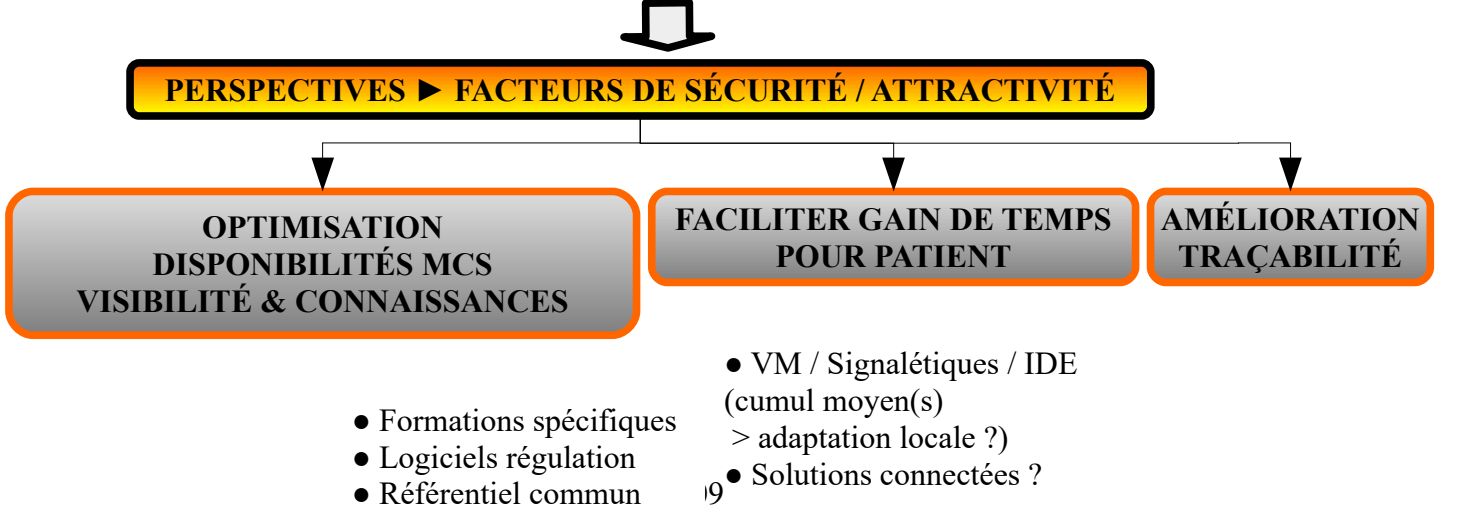 PERSPECTIVES ► FACTEURS DE SÉCURITÉ / ATTRACTIVITÉ
OPTIMISATION
DISPONIBILITÉS MCS
VISIBILITÉ & CONNAISSANCES
FACILITER GAIN DE TEMPS
POUR PATIENT
AMÉLIORATION
TRAÇABILITÉ
● Formations spécifiques
● Logiciels régulation
● Référentiel commun
● VM / Signalétiques / IDE
(cumul moyen(s)
> adaptation locale ?)
● Solutions connectées ?